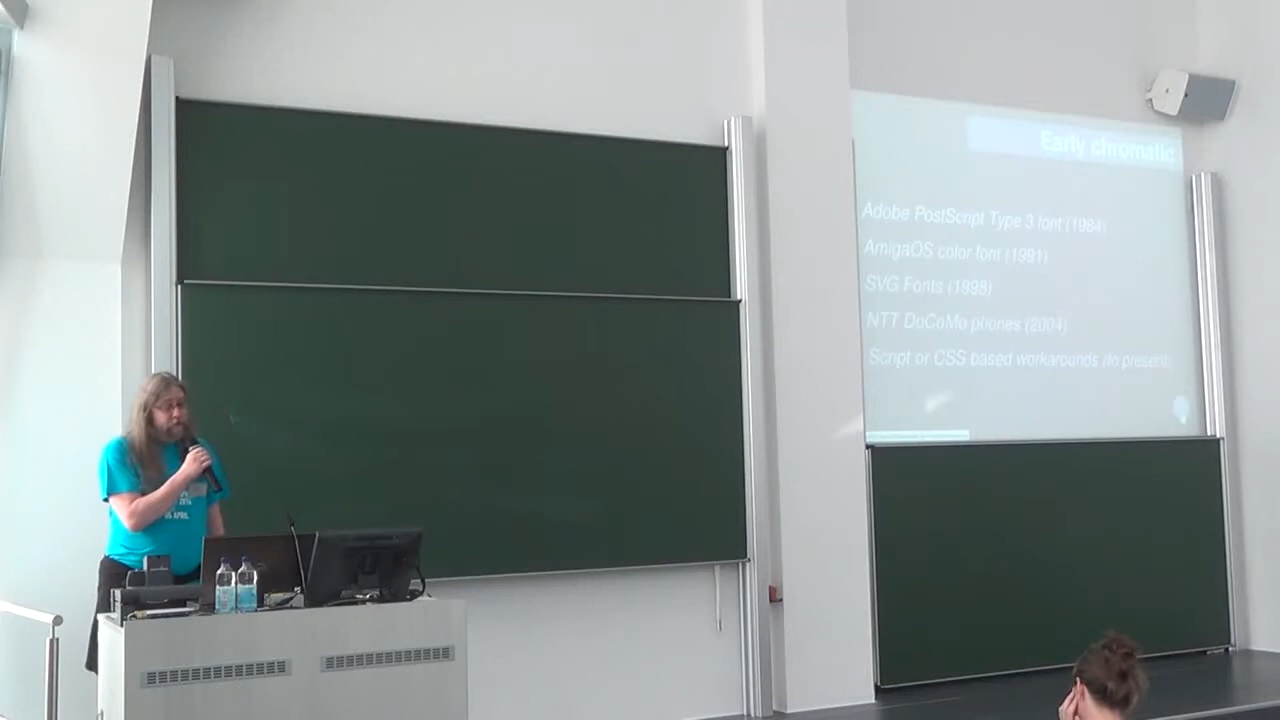 Early chromatic
Adobe PostScript Type 3 font (1984)
AmigaOS color font (1991)
SVG Fonts (1998)
NTT DoCoMo phones (2004)
Script or CSS based workarounds (to present)
APRIL